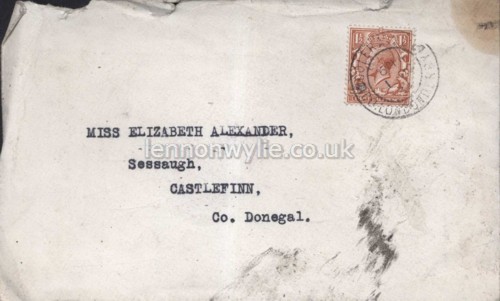 MISS ELIZABETH ALEXANDER,
lennonwylie.co.uk
Sessaugh,
CASTLEFINN,
Co. Donegal.